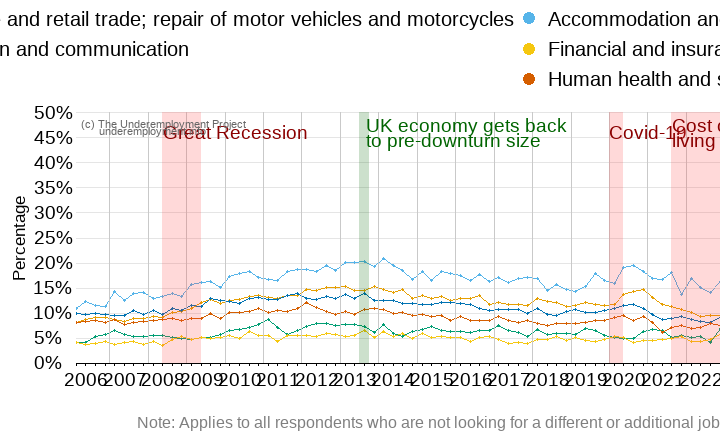 and retail trade; repair of motor vehicles and motorcycles
Accommodation an
n and communication
Financial and insura
Human health and s
50%
45%
40%
35%
30%
25%
20%
15%
10%
5%
0%
Percentage
(c) The Underemployment Project
Great Recession
UK economy gets back
to pre-downturn size
Covid-19
Cost o
living
2006 2007 2008 2009 2010 2011 2012 2013 2014 2015 2016 2017 2018 2019 2020 2021 2022
Note: Applies to all respondents who are not looking for a different or additional job